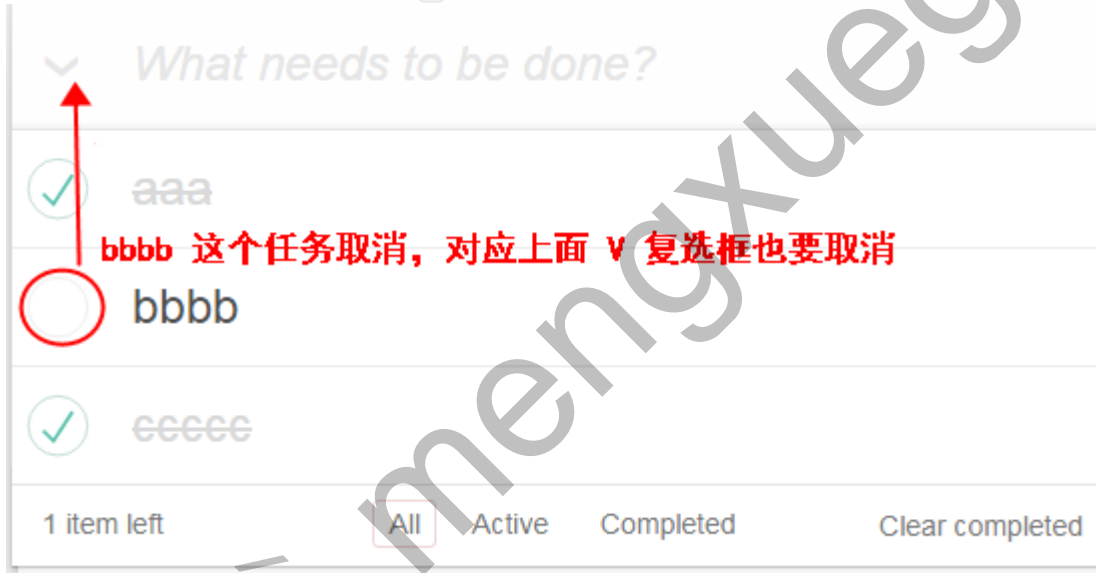 What needs to be done?
aaa
bbbb 这个任务取消，对应上面 V 复选框也要取消
bbbb
ccccc
1 item left All Active Completed Clear completed
mengxueg